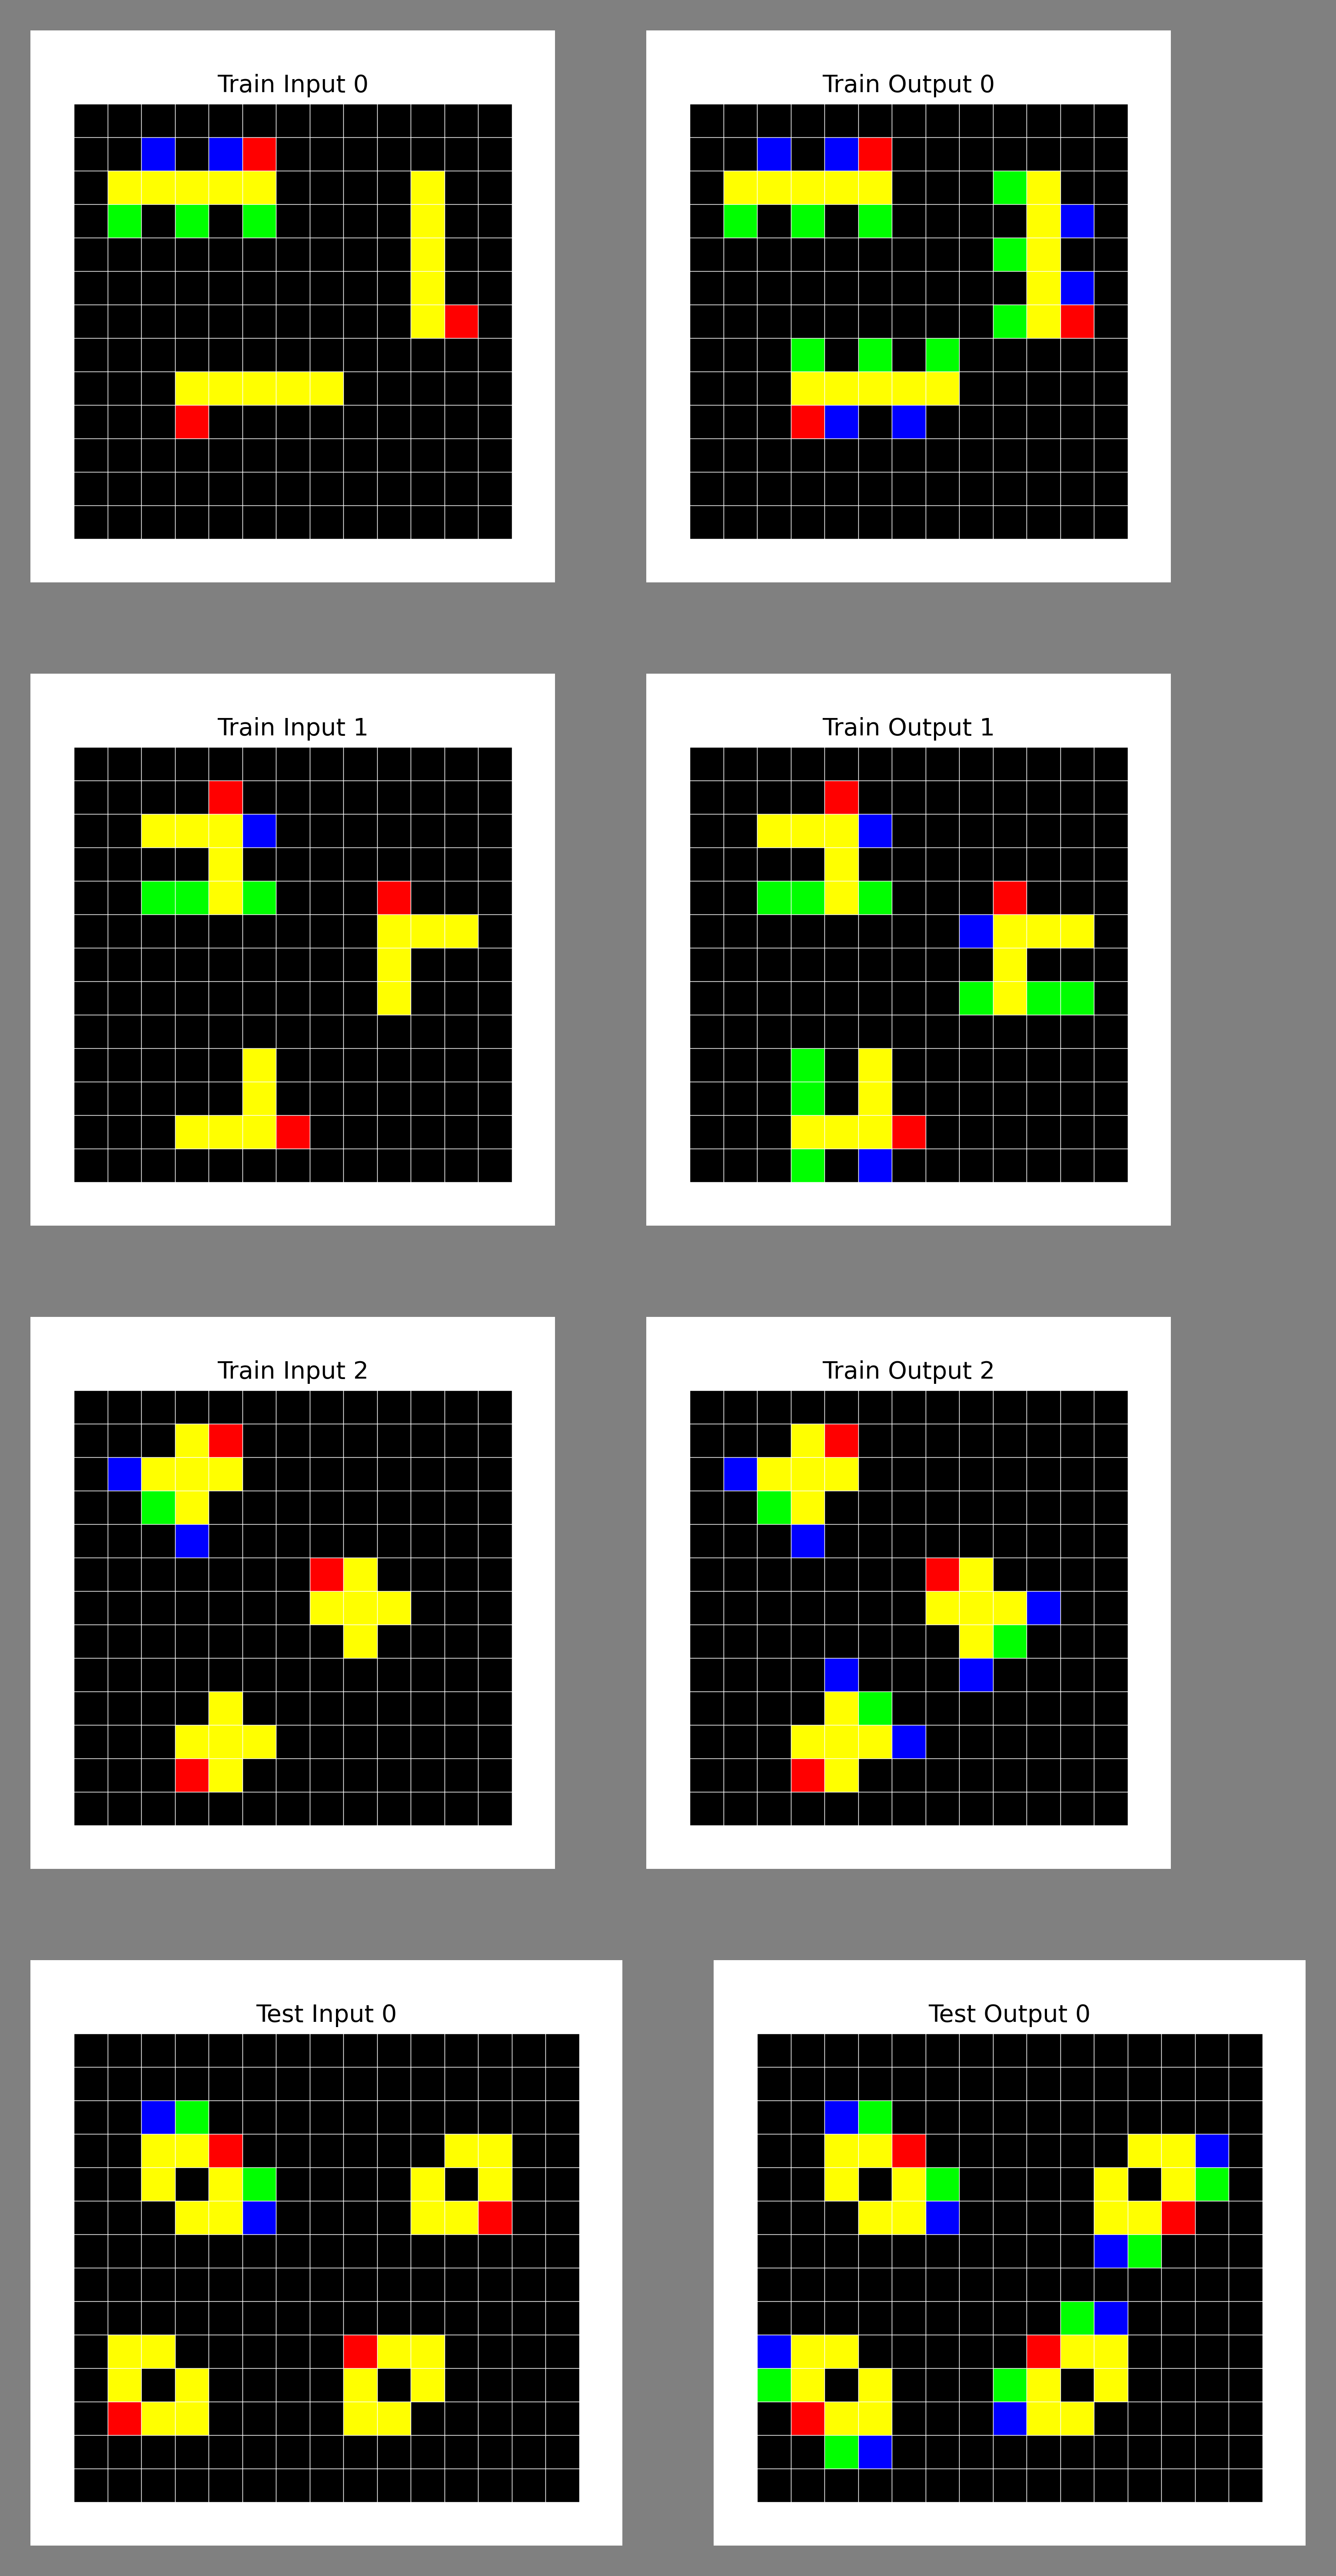 Train Input 0
Train Output 0
Train Input 1
Train Output 1
Train Input 2
Train Output 2
Test Input 0
Test Output 0